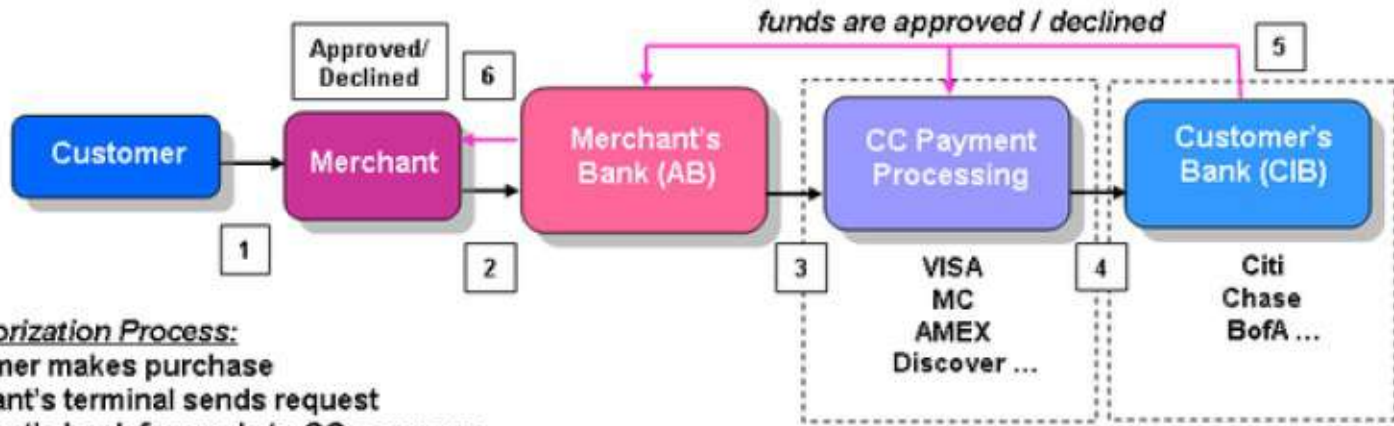 funds are approved / declined
5
Approved/
Declined
6
Customer
Merchant
Merchant's
Bank (AB)
CC Payment
Processing
Customer's
Bank (CIB)
1
2
3
4
VISA
MC
AMEX
Discover ...
Citi
Chase
BofA ...
orization Process:
mer makes purchase
ant's terminal sends request